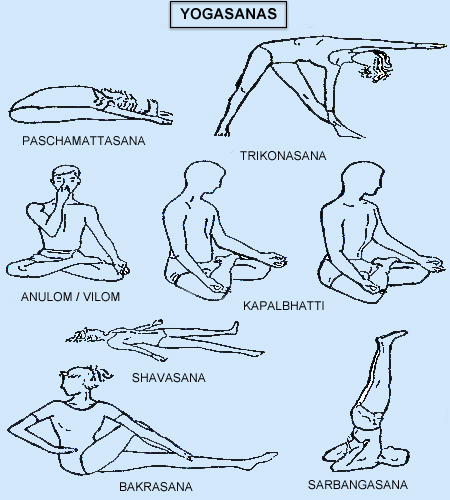 YOGASANAS
PASCHAMATTASANA
TRIKONASANA
ANULOM / VILOM
KAPALBHATTI
SHAVASANA
BAKRASANA
SARBANGASANA